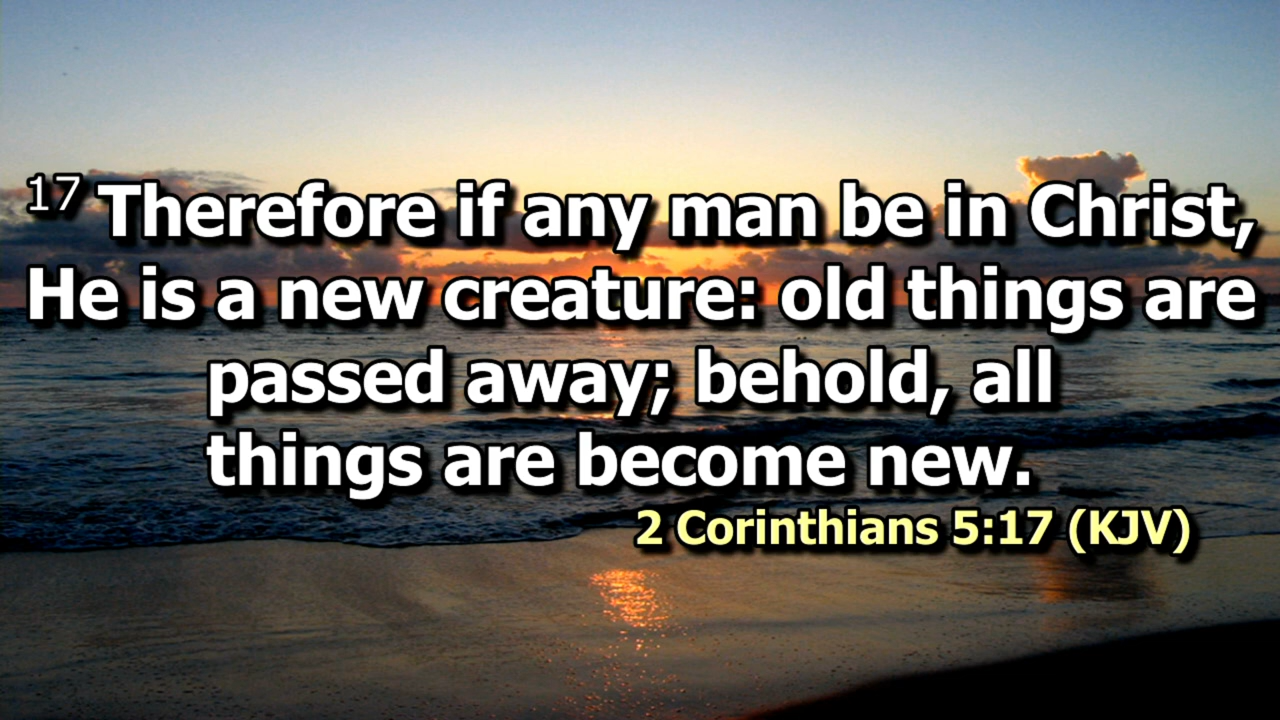 17 Therefore if any man be in Christ,
He is a new creature: old things are
passed away; behold, all
things are become new.
2 Corinthians 5:17 (KJV)